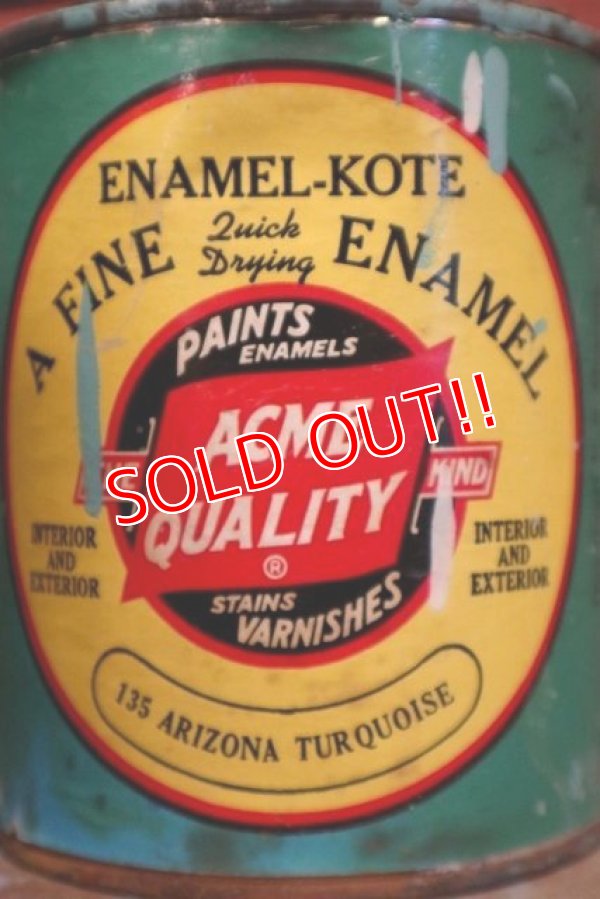 ENAMEL-KOTE
A FINE Quick Drying ENAMEL
PAINTS
ENAMELS
ACME
QUALITY
®
KIND
SOLD OUT!!
INTERIOR
AND
EXTERIOR
INTERIOR
AND
EXTERIOR
STAINS
VARNISHES
135 ARIZONA TURQUOISE